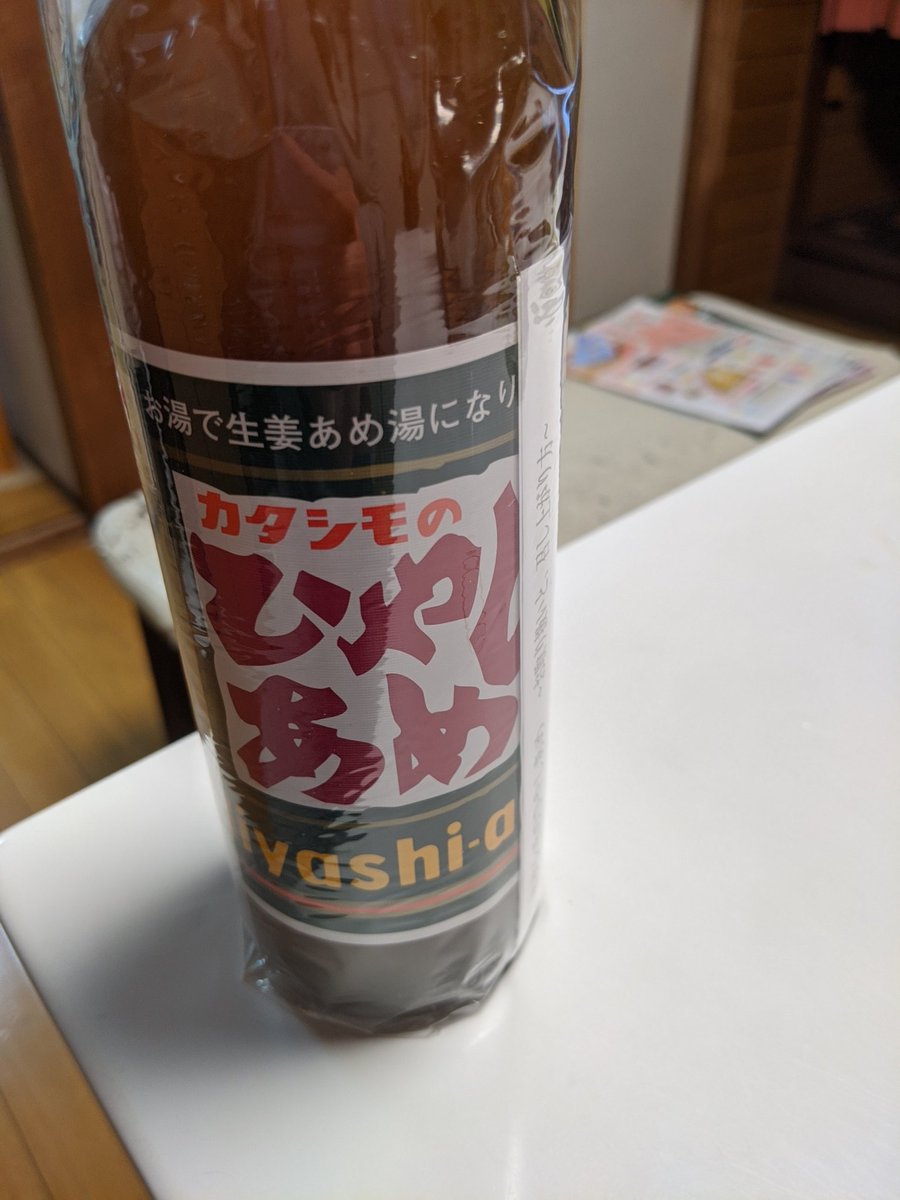 お湯で生姜あめ湯になり
カタシモの
ひやし
あめ
iyashi-a